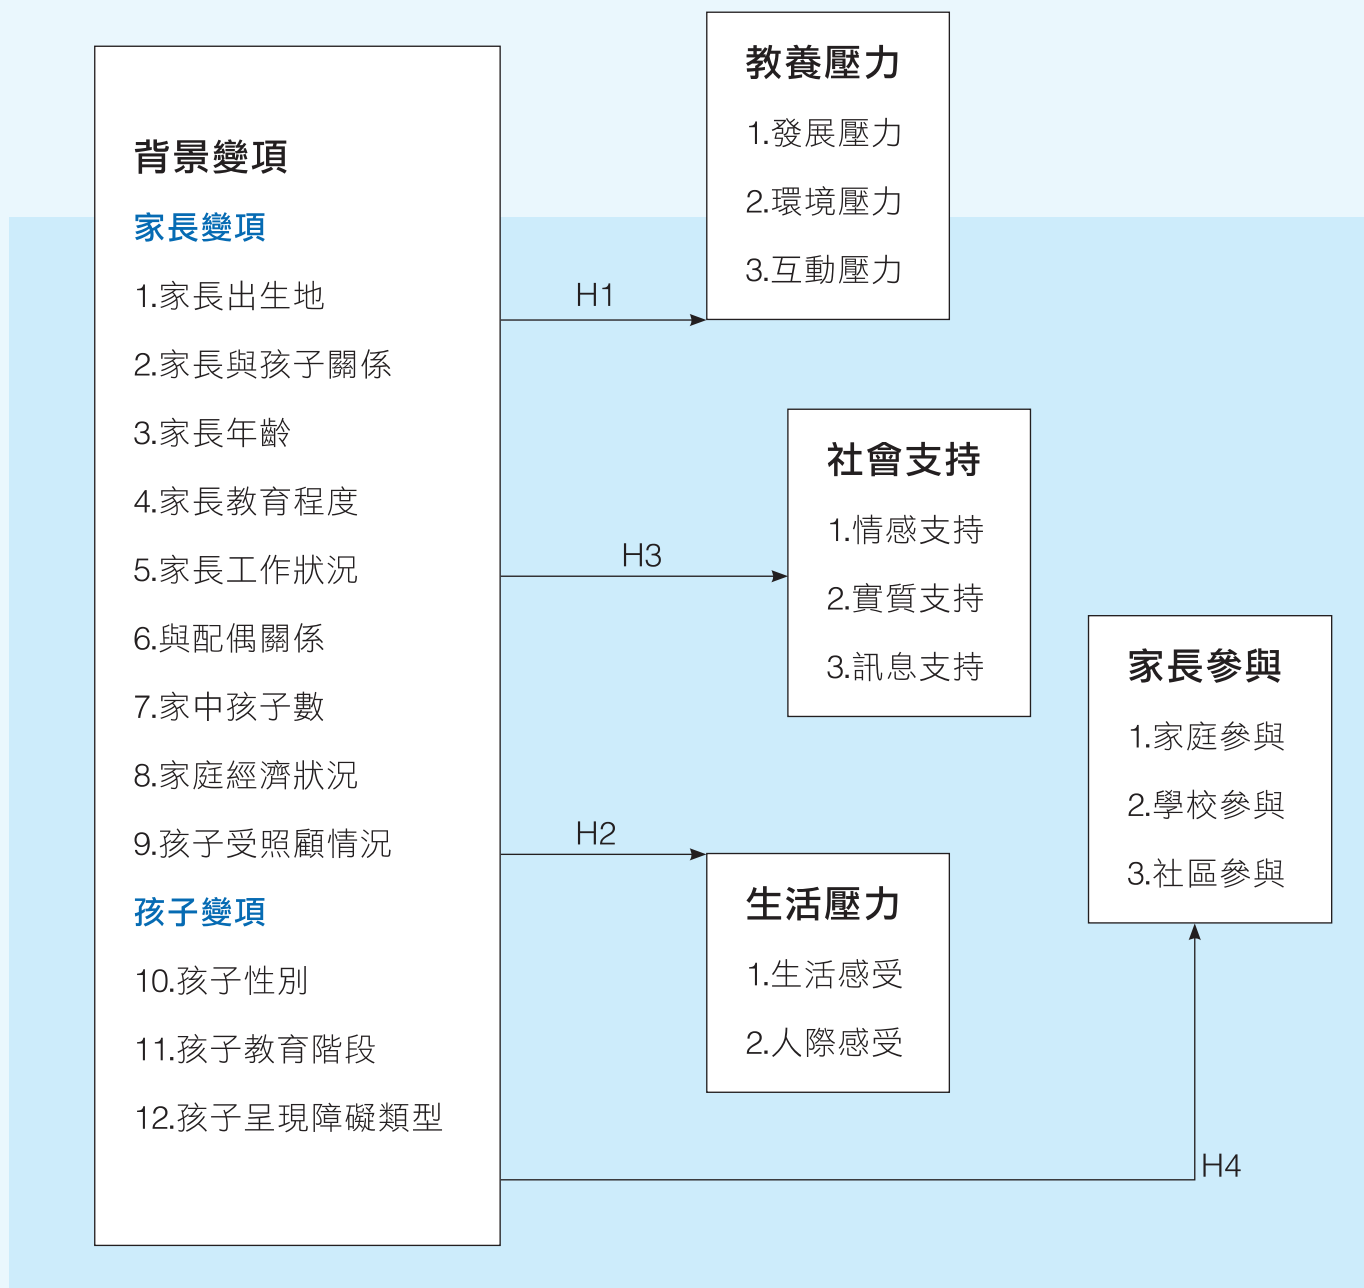 背景變項
家長變項
1.家長出生地
2.家長與孩子關係
3.家長年齡
4.家長教育程度
5.家長工作狀況
6.與配偶關係
7.家中孩子數
8.家庭經濟狀況
9.孩子受照顧情況
孩子變項
10.孩子性別
11.孩子教育階段
12.孩子呈現障礙類型
H1
教養壓力
1.發展壓力
2.環境壓力
3.互動壓力
H3
社會支持
1.情感支持
2.實質支持
3.訊息支持
H2
生活壓力
1.生活感受
2.人際感受
家長參與
1.家庭參與
2.學校參與
3.社區參與
H4